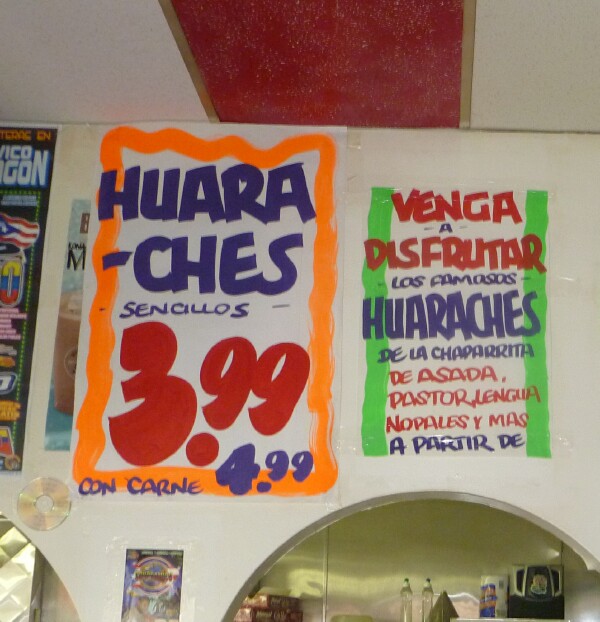 HUARA
-CHES
SENCILLOS
3.99
4.99
CON CARNE
VENGA
- A -
DISFRUTAR
- LOS FAMOSOS -
HUARACHES
DE LA CHAPARRITA
DE ASADA,
PASTOR, LENGUA
NOPALES Y MAS
A PARTIR DE